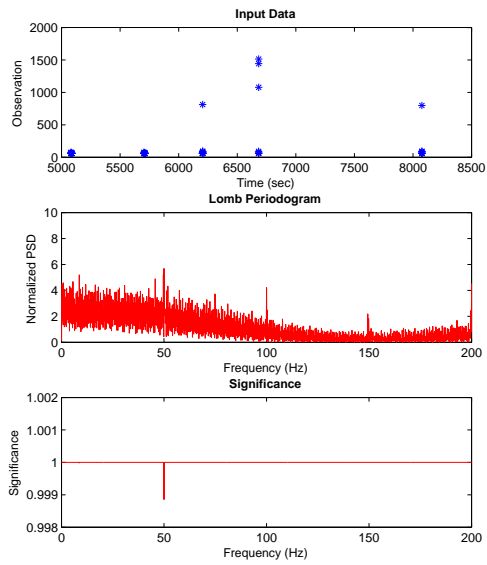 Input Data
2000
1500
1000
500
0
Observation
5000 5500 6000 6500 7000 7500 8000 8500
Time (sec)
Lomb Periodogram
10
8
6
4
2
0
Normalized PSD
0 50 100 150 200
Frequency (Hz)
Significance
1.002
1.001
1
0.999
0.998
Significance
0 50 100 150 200
Frequency (Hz)